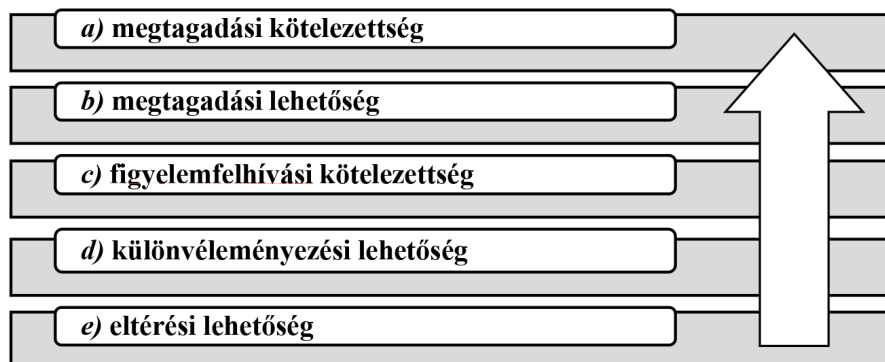 a) megtagadási kötelezettség
b) megtagadási lehetőség
c) figyelemfelhívási kötelezettség
d) különvéleményezési lehetőség
e) eltérési lehetőség